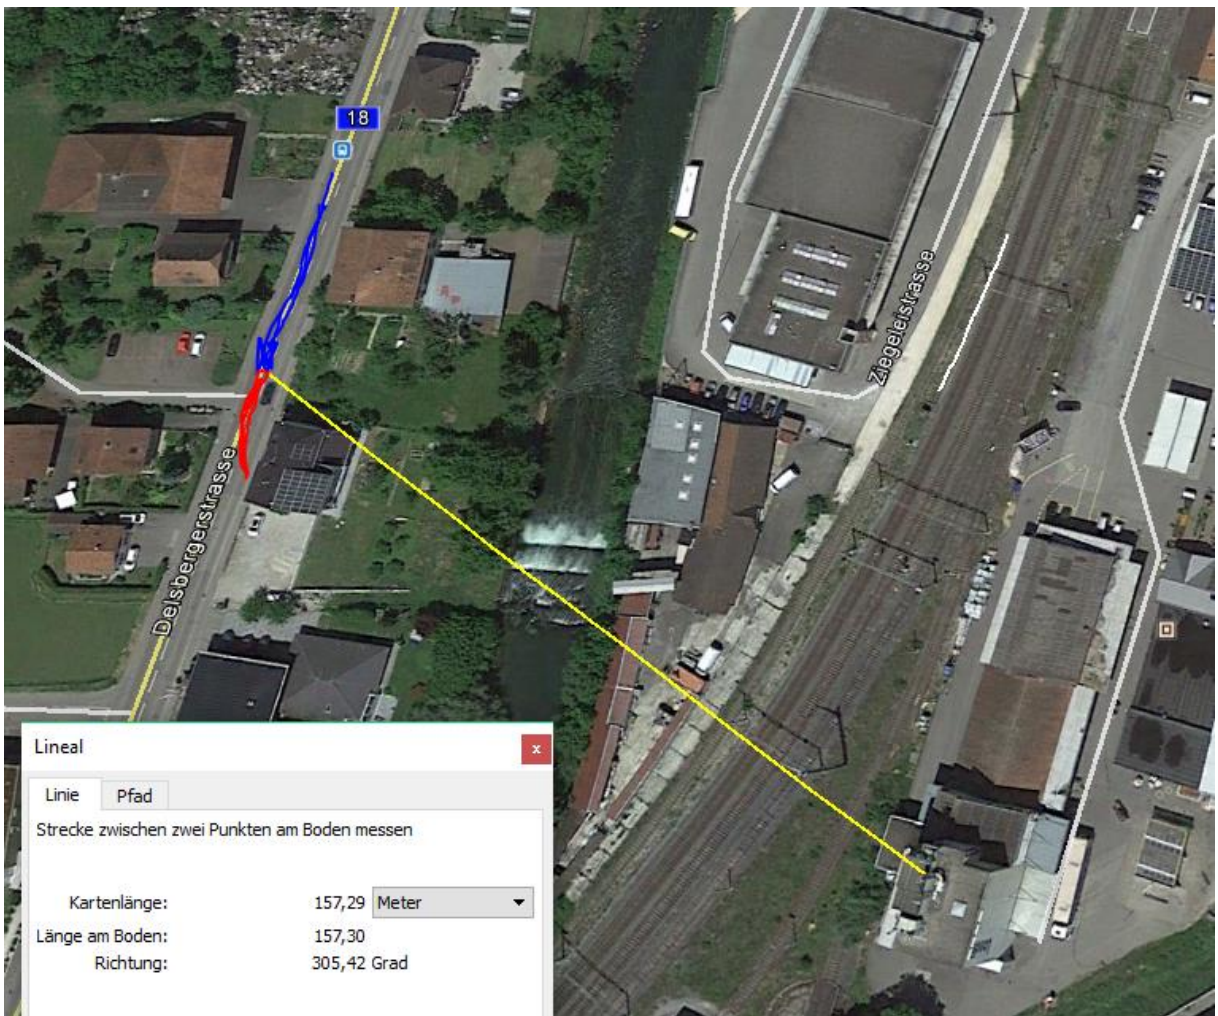 18
Ziegeleistrasse
Delsbergerstrasse
Lineal
x
Linie Pfad
Strecke zwischen zwei Punkten am Boden messen
Kartenlänge: 157,29 Meter
Länge am Boden: 157,30
Richtung: 305,42 Grad